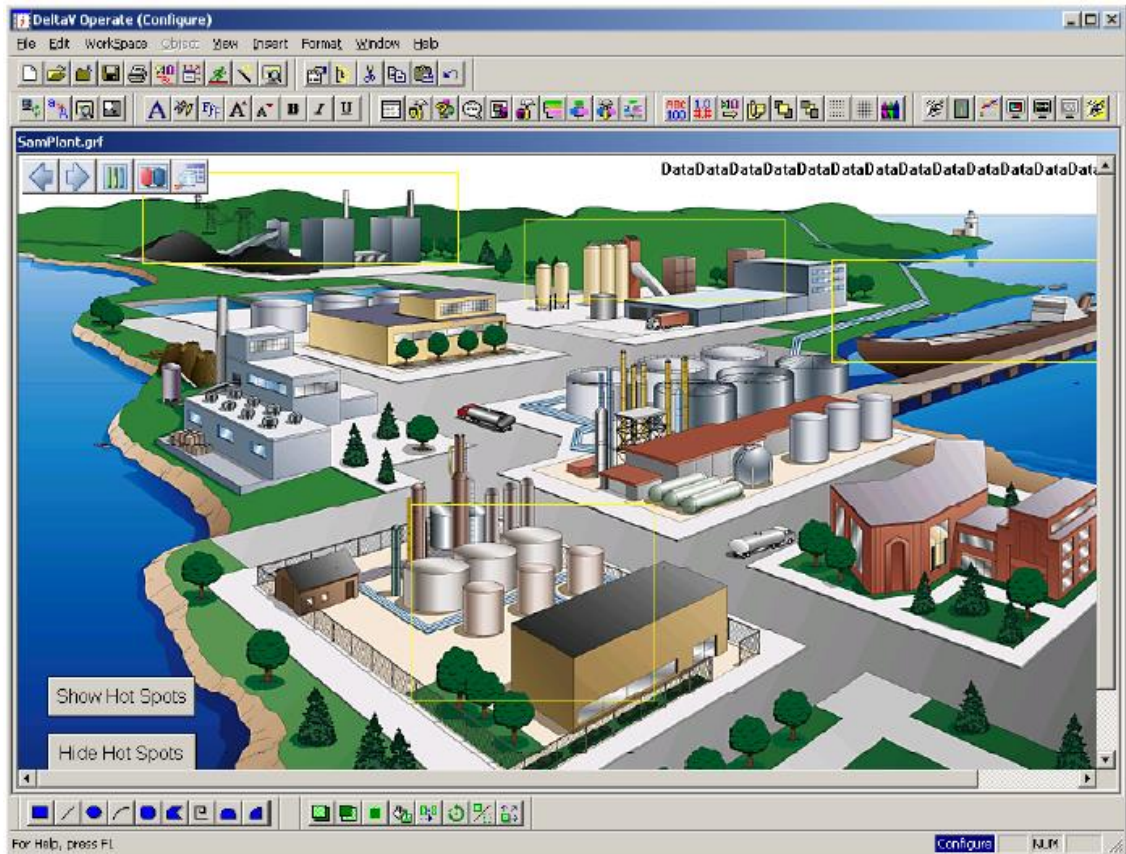 DeltaV Operate (Configure)
File Edit WorkSpace Object View Insert Format Window Help
A A A B I U
SamPlant.grf
DataDataDataDataDataDataDataDataDataDataDataDataData
Show Hot Spots
Hide Hot Spots
For Help, press F1
Configure NUM